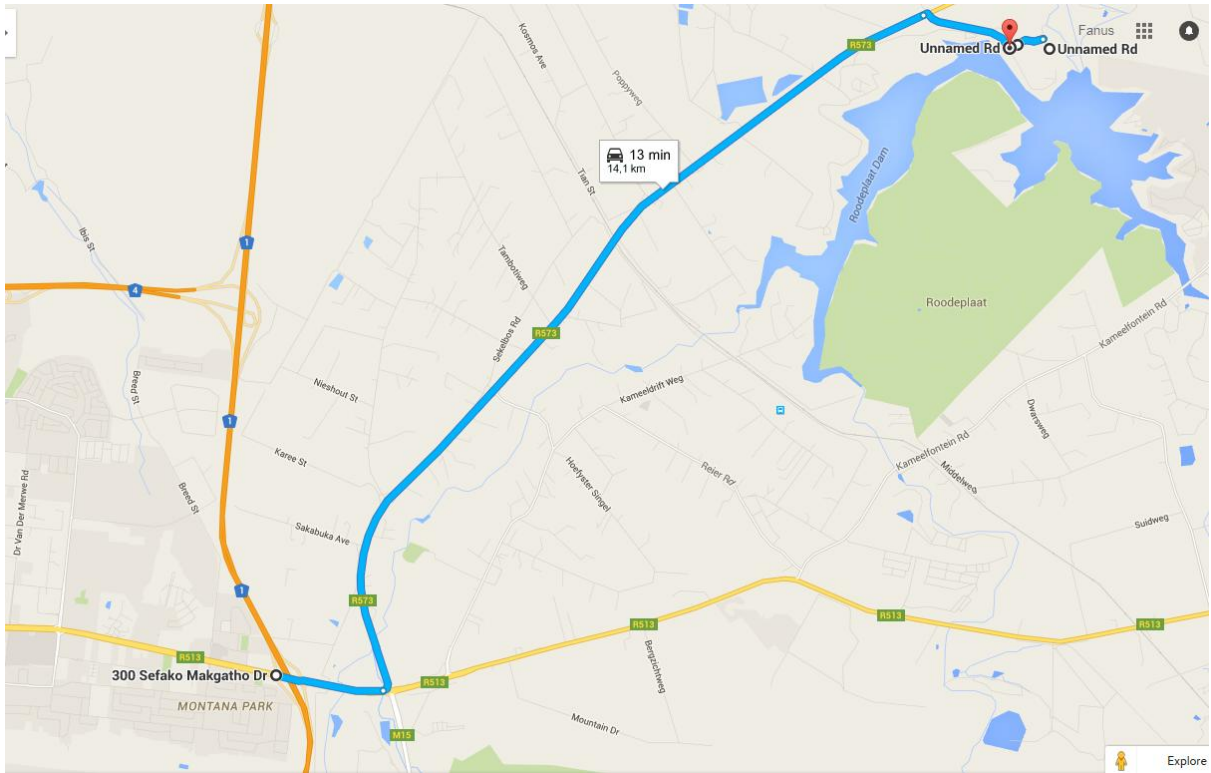 Fanus
Kosmos Ave
R573
Unnamed Rd
Unnamed Rd
Poppyweg
13 min
14,1 km
Tian St
Roodeplaat Dam
Ibis St
1
4
Tambotiweg
Roodeplaat
R573
Sekelbos Rd
Kameelfontein Rd
Breed St
Nieshout St
Kameeldrift Weg
1
Dwarsweg
Karee St
Kameelfontein Rd
Hoefyster Singel
Reier Rd
Middelweg
Dr Van Der Merwe Rd
Breed St
Sakabuka Ave
Suidweg
1
R573
R513
R513
R513
R513
300 Sefako Makgatho Dr
Bergzichtweg
R513
MONTANA PARK
Mountain Dr
M15
Explore